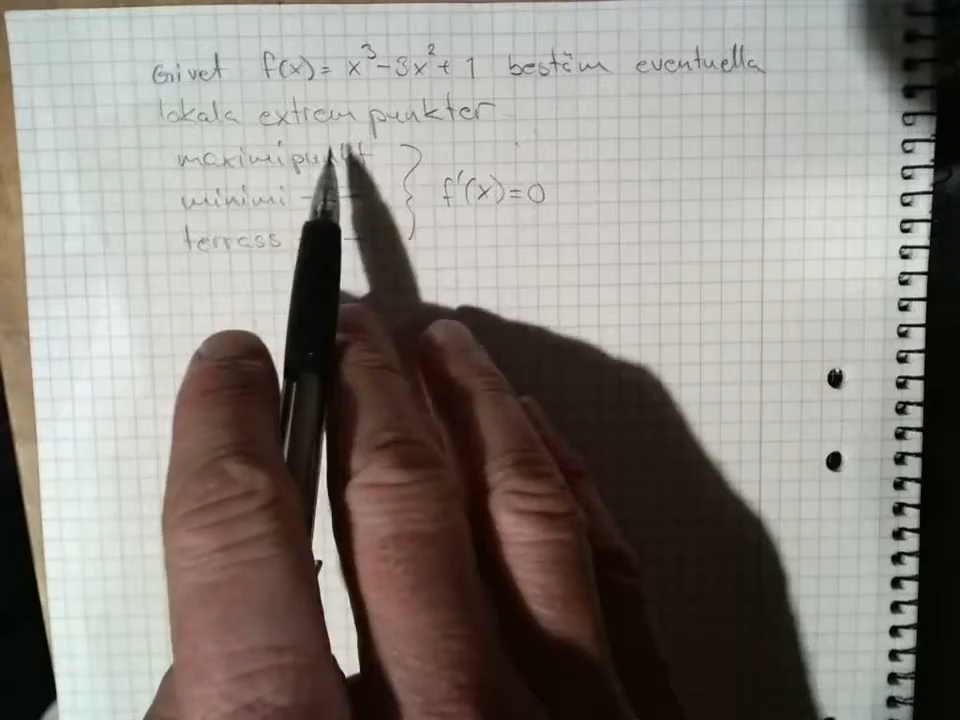 Givet f(x) = x³ - 3x² + 1 bestäm eventuella
lokala extrempunkter
maximipunkt
minimi - " -
terrass - } f'(x) = 0